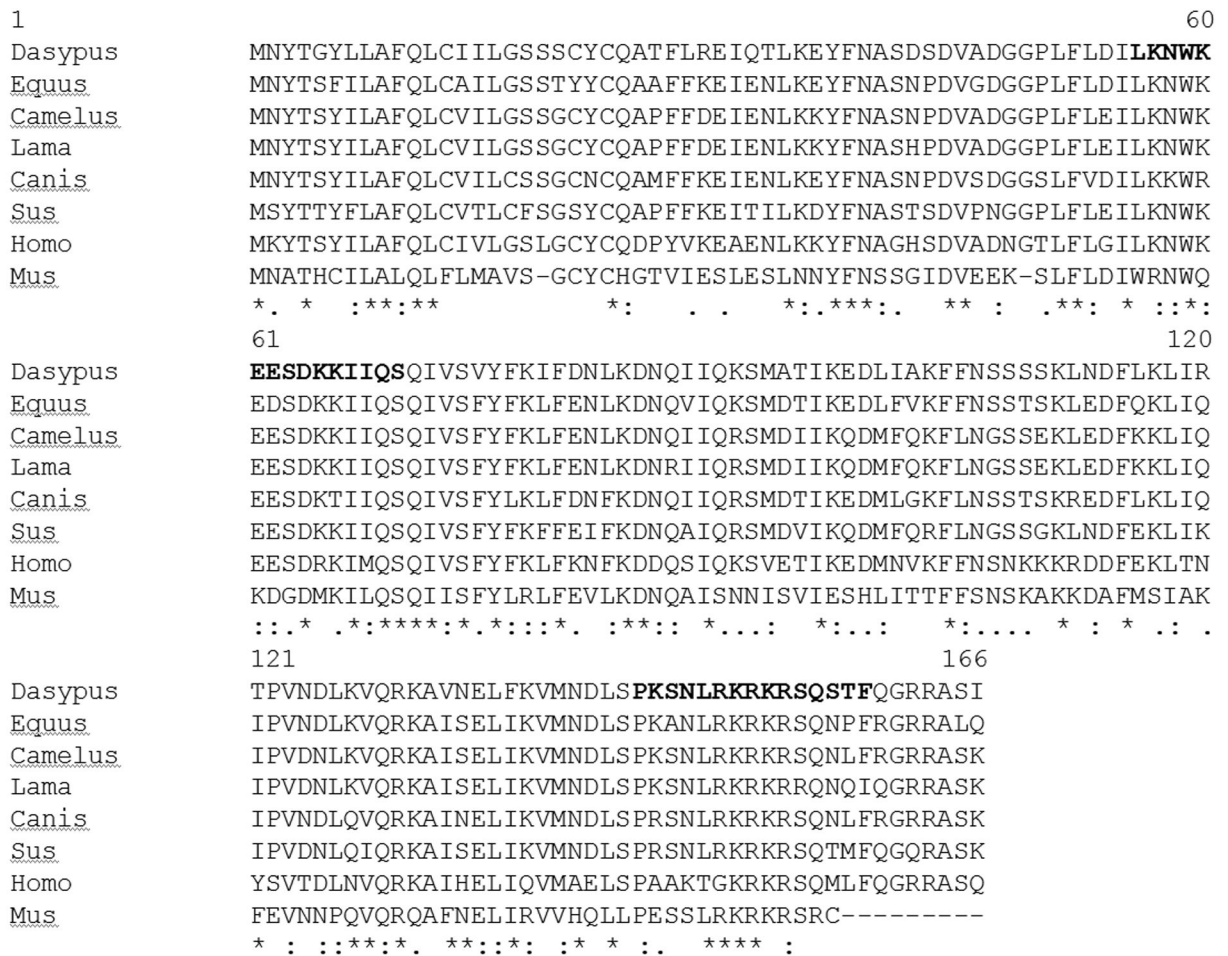 1 60
Dasypus MNYTGYLLAFQLCIILGSSSCYCQATFLREIQTLKEYFNASDSDVADGGPLFLDILKNWK
Equus MNYTSFILAFQLCAILGSSTYYCQAAFFKEIENLKEYFNASNPDVGDGGPLFLDILKNWK
Camelus MNYTSYILAFQLCVILGSSGCYCQAPFFDEIENLKKYFNASNPDVADGGPLFLEILKNWK
Lama MNYTSYILAFQLCVILGSSGCYCQAPFFDEIENLKKYFNASHPDVADGGPLFLEILKNWK
Canis MNYTSYILAFQLCVILCSSGCNCQAMFFKEIENLKEYFNASNPDVSDGGSLFVDILKKWR
Sus MSYTTYFLAFQLCVTLCFSGSYCQAPFFKEITILKDYFNASTSDVPNGGPLFLEILKNWK
Homo MKYTSYILAFQLCIVLGSLGCYCQDPYVKEAENLKKYFNAGHSDVADNGTLFLGILKNWK
Mus MNATHCILALQLFLMAVS-GCYCHGTVIESLESLNNYFNSSGIDVEEK-SLFLDIWRNWQ
*. * :**:** *: . . *:.***:. ** : .**: * ::*:
61 120
Dasypus EESDKKIIQSQIVSVYFKIFDNLKDNQIIQKSMATIKEDLIAKFFNSSSSKLNDFLKLIR
Equus EDSDKKIIQSQIVSFYFKLFENLKDNQVIQKSMDTIKEDLFVKFFNSSTSKLEDFQKLIQ
Camelus EESDKKIIQSQIVSFYFKLFENLKDNQIIQRSMDIIKQDMFQKFLNGSSEKLEDFKKLIQ
Lama EESDKKIIQSQIVSFYFKLFENLKDNRIIQRSMDIIKQDMFQKFLNGSSEKLEDFKKLIQ
Canis EESDKTIIQSQIVSFYLKLFDNFKDNQIIQRSMDTIKEDMLGKFLNSSTSKREDFLKLIQ
Sus EESDKKIIQSQIVSFYFKFFEIFKDNQAIQRSMDVIKQDMFQRFLNGSSGKLNDFEKLIK
Homo EESDRKIMQSQIVSFYFKLFKNFKDDQSIQKSVETIKEDMNVKFFNSNKKKRDDFEKLTN
Mus KDGDMKILQSQIISFYLRLFEVLKDNQAISNNISVIESHLITTFFSNSKAKKDAFMSIAK
::.* .*:****:*.*:::*. :**:: *...: *:..: *:.... * : * .: .
121 166
Dasypus TPVNDLKVQRKAVNELFKVMNDLSPKSNLRKRKRSQSTFQGRRASI
Equus IPVNDLKVQRKAISELIKVMNDLSPKANLRKRKRSQNPFRGRRALQ
Camelus IPVDNLKVQRKAISELIKVMNDLSPKSNLRKRKRSQNLFRGRRASK
Lama IPVDNLKVQRKAISELIKVMNDLSPKSNLRKRKRRQNQIQGRRASK
Canis IPVNDLQVQRKAINELIKVMNDLSPRSNLRKRKRSQNLFRGRRASK
Sus IPVDNLQIQRKAISELIKVMNDLSPRSNLRKRKRSQTMFQGQRASK
Homo YSVTDLNVQRKAIHELIQVMAELSPAAKTGKRKRSQMLFQGRRASQ
Mus FEVNNPQVQRQAFNELIRVVHQLLPESSLRKRKRSRC---------
* : ::**:*. **::*: :* * :. **** :